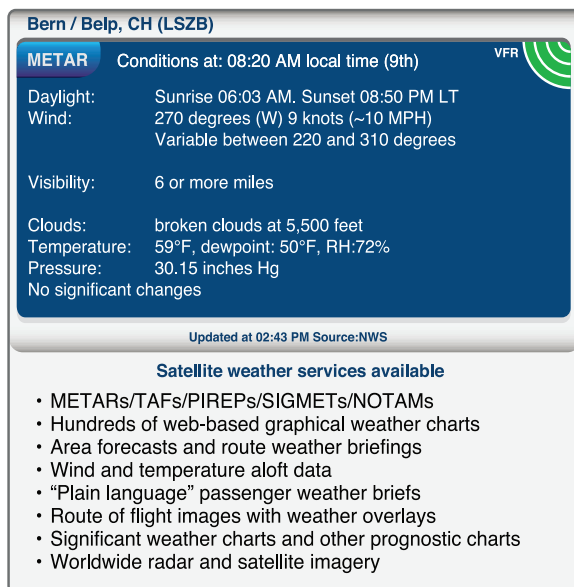 Bern / Belp, CH (LSZB)
METAR Conditions at: 08:20 AM local time (9th) VFR
Daylight: Sunrise 06:03 AM. Sunset 08:50 PM LT
Wind: 270 degrees (W) 9 knots (~10 MPH)
Variable between 220 and 310 degrees
Visibility: 6 or more miles
Clouds: broken clouds at 5,500 feet
Temperature: 59°F, dewpoint: 50°F, RH:72%
Pressure: 30.15 inches Hg
No significant changes
Updated at 02:43 PM Source:NWS
Satellite weather services available
• METARs/TAFs/PIREPs/SIGMETs/NOTAMs
• Hundreds of web-based graphical weather charts
• Area forecasts and route weather briefings
• Wind and temperature aloft data
• “Plain language” passenger weather briefs
• Route of flight images with weather overlays
• Significant weather charts and other prognostic charts
• Worldwide radar and satellite imagery